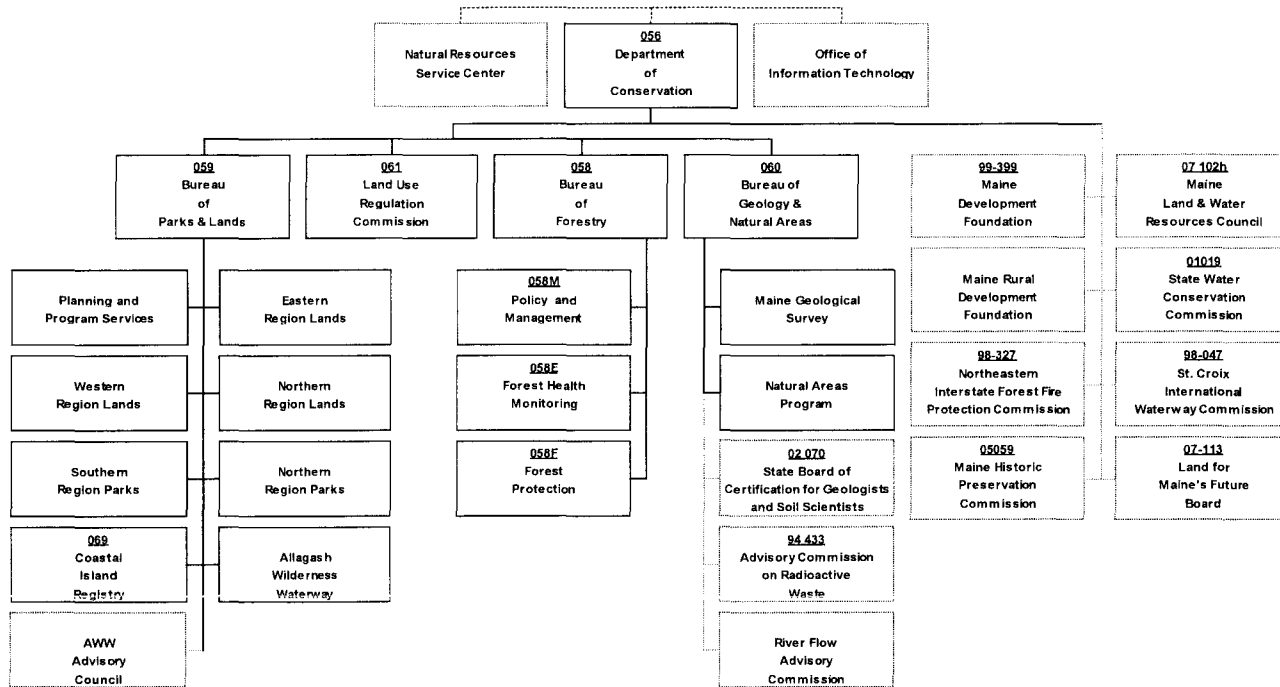 Natural Resources
Service Center
056
Department
of
Conservation
Office of
Information Technology
059
Bureau
of
Parks & Lands
061
Land Use
Regulation
Commission
058
Bureau
of
Forestry
060
Bureau of
Geology &
Natural Areas
99-399
Maine
Development
Foundation
07 102h
Maine
Land & Water
Resources Council
Planning and
Program Services
Eastern
Region Lands
058M
Policy and
Management
Maine Geological
Survey
Maine Rural
Development
Foundation
01019
State Water
Conservation
Commission
Western
Region Lands
Northern
Region Lands
058E
Forest Health
Monitoring
Natural Areas
Program
98-327
Northeastern
Interstate Forest Fire
Protection Commission
98-047
St. Croix
International
Waterway Commission
Southern
Region Parks
Northern
Region Parks
058F
Forest
Protection
02 070
State Board of
Certification for Geologists
and Soil Scientists
05059
Maine Historic
Preservation
Commission
07-113
Land for
Maine's Future
Board
069
Coastal
Island
Registry
Allagash
Wilderness
Waterway
94 433
Advisory Commission
on Radioactive
Waste
AWW
Advisory
Council
River Flow
Advisory
Commission